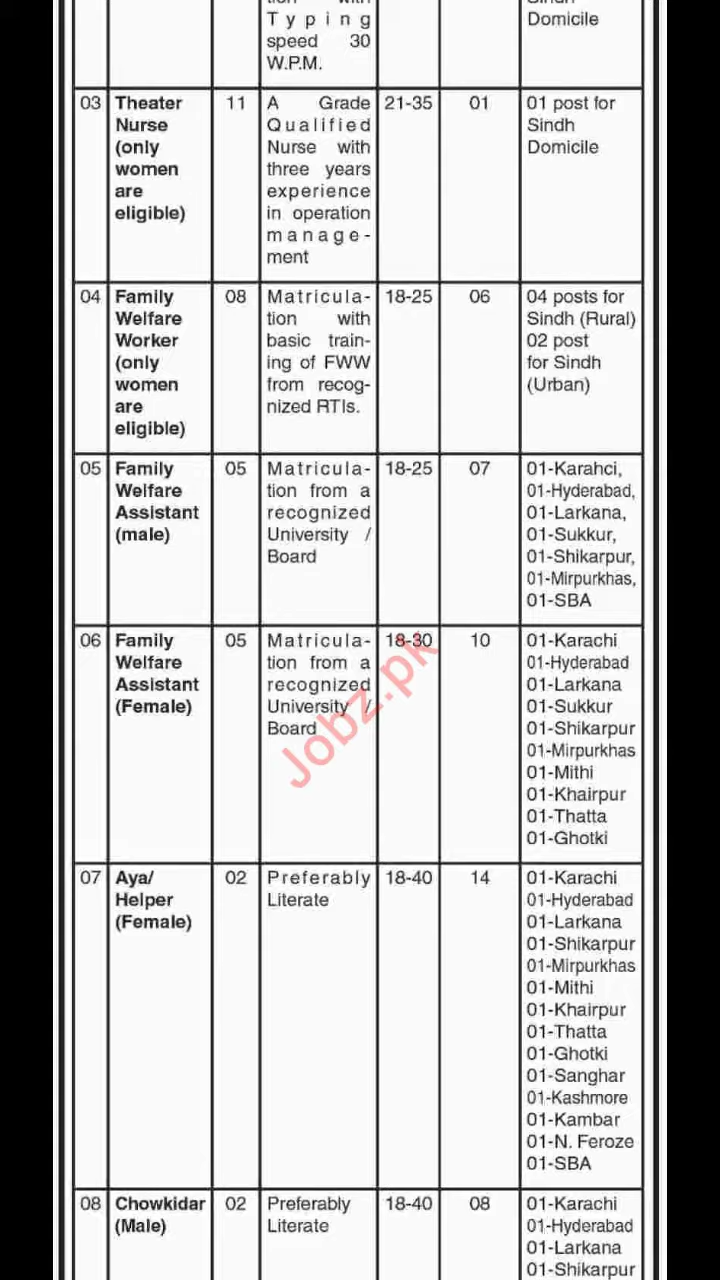 tion with
Typing
speed 30
W.P.M.
Sindh
Domicile
03
Theater
Nurse
(only
women
are
eligible)
11
A Grade
Qualified
Nurse with
three years
experience
in operation
manage-
ment
21-35
01
01 post for
Sindh
Domicile
04
Family
Welfare
Worker
(only
women
are
eligible)
08
Matricula-
tion with
basic train-
ing of FWW
from recog-
nized RTIs.
18-25
06
04 posts for
Sindh (Rural)
02 post
for Sindh
(Urban)
05
Family
Welfare
Assistant
(male)
05
Matricula-
tion from a
recognized
University /
Board
18-25
07
01-Karahci,
01-Hyderabad,
01-Larkana,
01-Sukkur,
01-Shikarpur,
01-Mirpurkhas,
01-SBA
06
Family
Welfare
Assistant
(Female)
05
Matricula-
tion from a
recognized
University /
Board
18-30
10
01-Karachi
01-Hyderabad
01-Larkana
01-Sukkur
01-Shikarpur
01-Mirpurkhas
01-Mithi
01-Khairpur
01-Thatta
01-Ghotki
Jobz.pk
07
Aya/
Helper
(Female)
02
Preferably
Literate
18-40
14
01-Karachi
01-Hyderabad
01-Larkana
01-Shikarpur
01-Mirpurkhas
01-Mithi
01-Khairpur
01-Thatta
01-Ghotki
01-Sanghar
01-Kashmore
01-Kambar
01-N. Feroze
01-SBA
08
Chowkidar
(Male)
02
Preferably
Literate
18-40
08
01-Karachi
01-Hyderabad
01-Larkana
01-Shikarpur